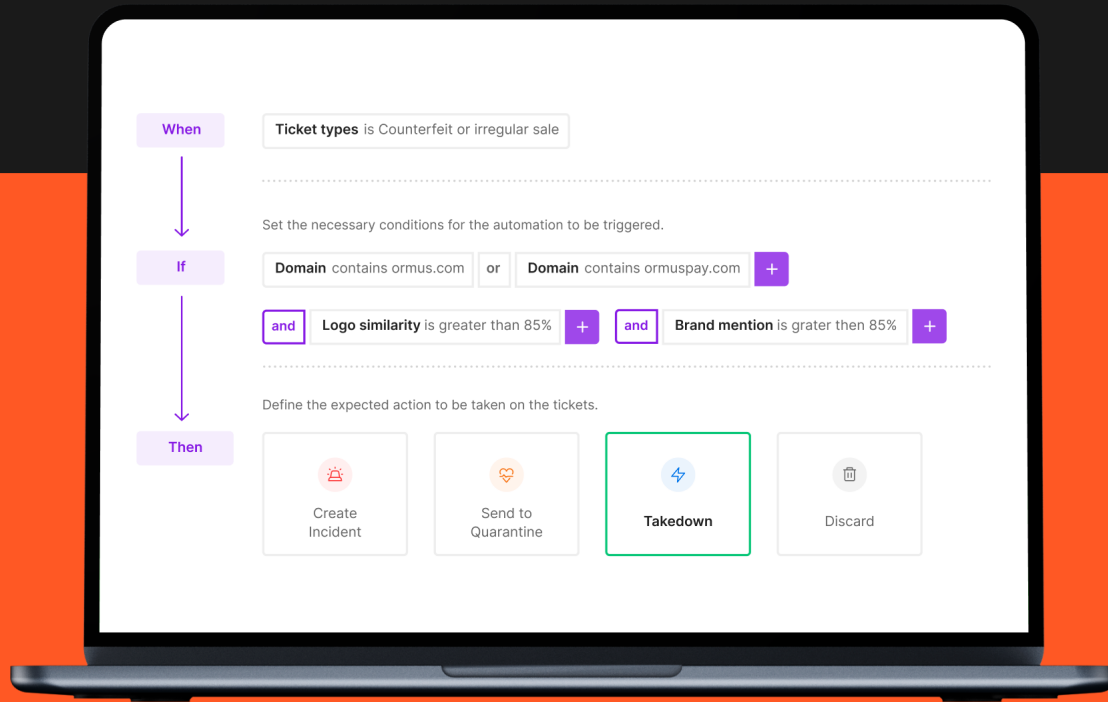 When
Ticket types is Counterfeit or irregular sale
Set the necessary conditions for the automation to be triggered.
If
Domain contains ormus.com or Domain contains ormuspay.com +
and Logo similarity is greater than 85% + and Brand mention is grater then 85% +
Define the expected action to be taken on the tickets.
Then
Create
Incident
Send to
Quarantine
Takedown
Discard